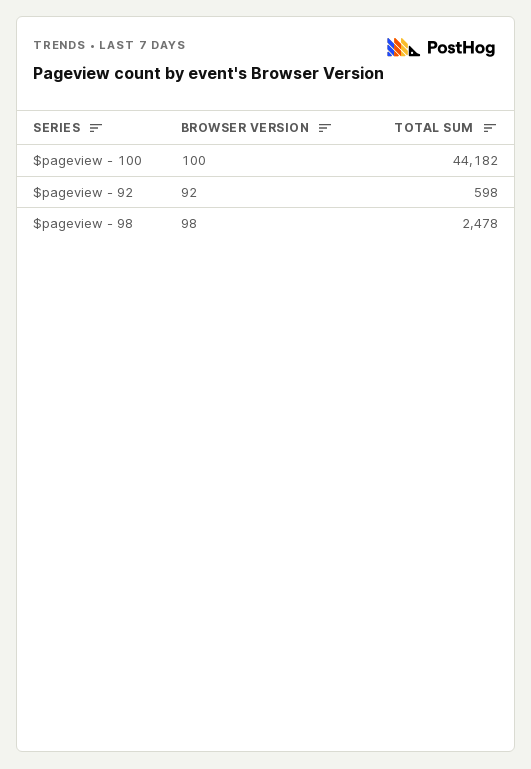 TRENDS • LAST 7 DAYS
PostHog
Pageview count by event's Browser Version
SERIES BROWSER VERSION TOTAL SUM
$pageview - 100 100 44,182
$pageview - 92 92 598
$pageview - 98 98 2,478